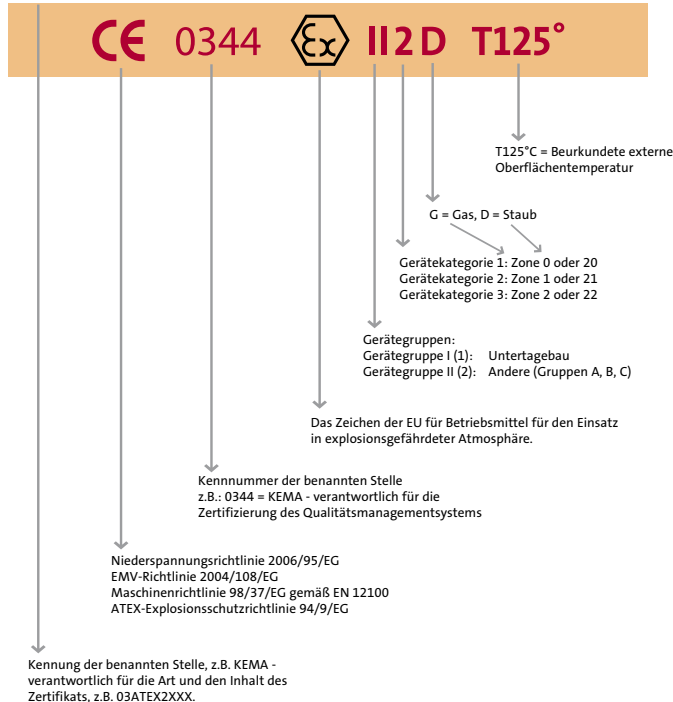 CE 0344 Ex II 2 D T125°
T125°C = Beurkundete externe
Oberflächentemperatur
G = Gas, D = Staub
Gerätekategorie 1: Zone 0 oder 20
Gerätekategorie 2: Zone 1 oder 21
Gerätekategorie 3: Zone 2 oder 22
Gerätegruppen:
Gerätegruppe I (1): Untertagebau
Gerätegruppe II (2): Andere (Gruppen A, B, C)
Das Zeichen der EU für Betriebsmittel für den Einsatz
in explosionsgefährdeter Atmosphäre.
Kennnummer der benannten Stelle
z.B.: 0344 = KEMA - verantwortlich für die
Zertifizierung des Qualitätsmanagementsystems
Niederspannungsrichtlinie 2006/95/EG
EMV-Richtlinie 2004/108/EG
Maschinenrichtlinie 98/37/EG gemäß EN 12100
ATEX-Explosionsschutzrichtlinie 94/9/EG
Kennung der benannten Stelle, z.B. KEMA -
verantwortlich für die Art und den Inhalt des
Zertifikats, z.B. 03ATEX2XXX.